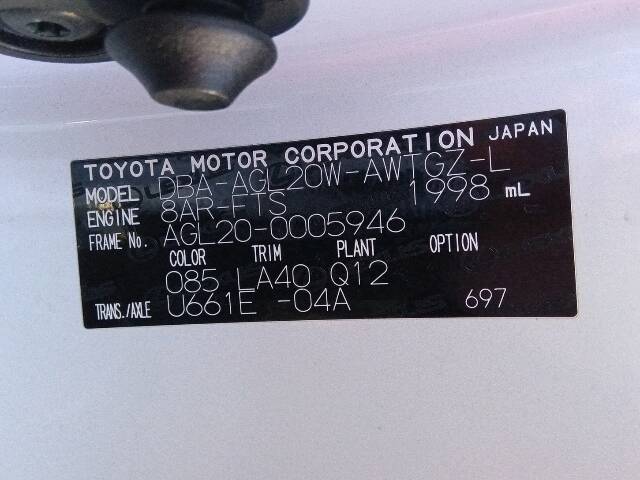 TOYOTA MOTOR CORPORATION JAPAN
MODEL DBA-AGL20W-AWTGZ-L
ENGINE 8AR-FTS 1998 mL
FRAME No. AGL20-0005946
COLOR TRIM PLANT OPTION
085 LA40 Q12
TRANS./AXLE U661E -04A 697